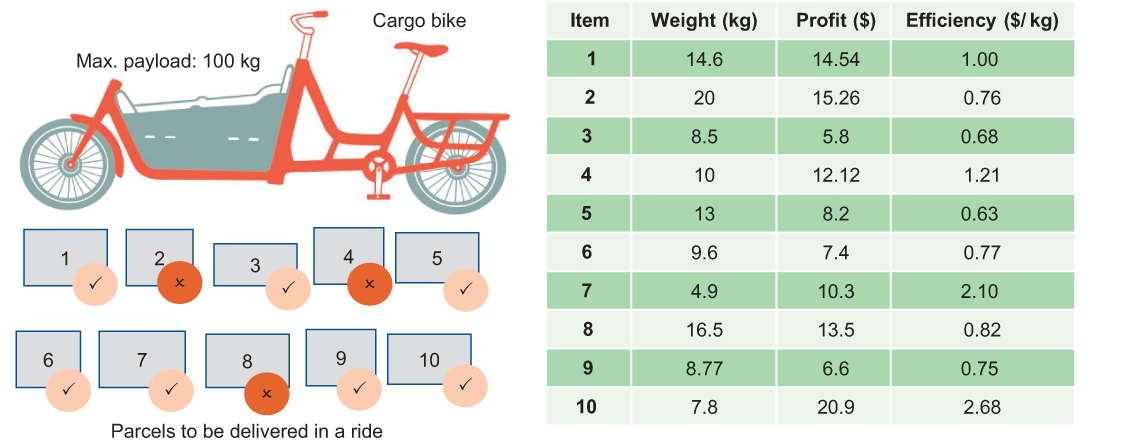 Cargo bike
Max. payload: 100 kg
1 2 3 4 5
✓ × ✓ × ✓
6 7 8 9 10
✓ ✓ × ✓ ✓
Parcels to be delivered in a ride
Item Weight (kg) Profit ($) Efficiency ($/ kg)
1 14.6 14.54 1.00
2 20 15.26 0.76
3 8.5 5.8 0.68
4 10 12.12 1.21
5 13 8.2 0.63
6 9.6 7.4 0.77
7 4.9 10.3 2.10
8 16.5 13.5 0.82
9 8.77 6.6 0.75
10 7.8 20.9 2.68